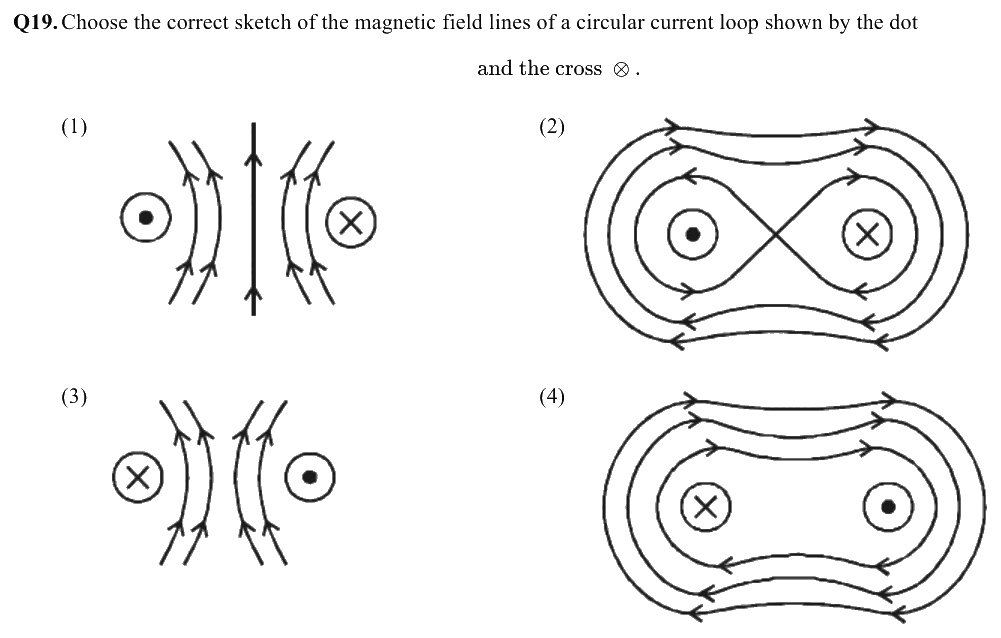 Q19. Choose the correct sketch of the magnetic field lines of a circular current loop shown by the dot
and the cross ⊗ .
(1)
(2)
(3)
(4)